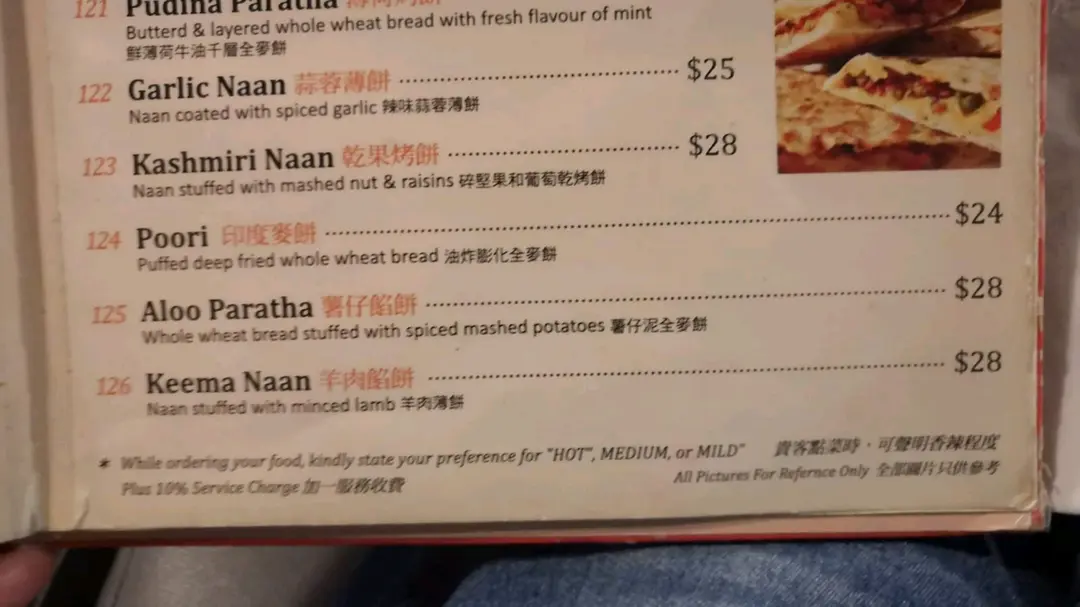 121 Pudina Paratha 薄荷烤餅
Butterd & layered whole wheat bread with fresh flavour of mint
鮮薄荷牛油千層全麥餅
122 Garlic Naan 蒜蓉薄餅 $25
Naan coated with spiced garlic 辣味蒜蓉薄餅
123 Kashmiri Naan 乾果烤餅 $28
Naan stuffed with mashed nut & raisins 碎堅果和葡萄乾烤餅
124 Poori 印度麥餅 $24
Puffed deep fried whole wheat bread 油炸膨化全麥餅
125 Aloo Paratha 薯仔餡餅 $28
Whole wheat bread stuffed with spiced mashed potatoes 薯仔泥全麥餅
126 Keema Naan 羊肉餡餅 $28
Naan stuffed with minced lamb 羊肉薄餅
* While ordering your food, kindly state your preference for "HOT", MEDIUM, or MILD" 貴客點菜時，可聲明香辣程度
Plus 10% Service Charge 加一服務收費 All Pictures For Refernce Only 全部圖片只供參考